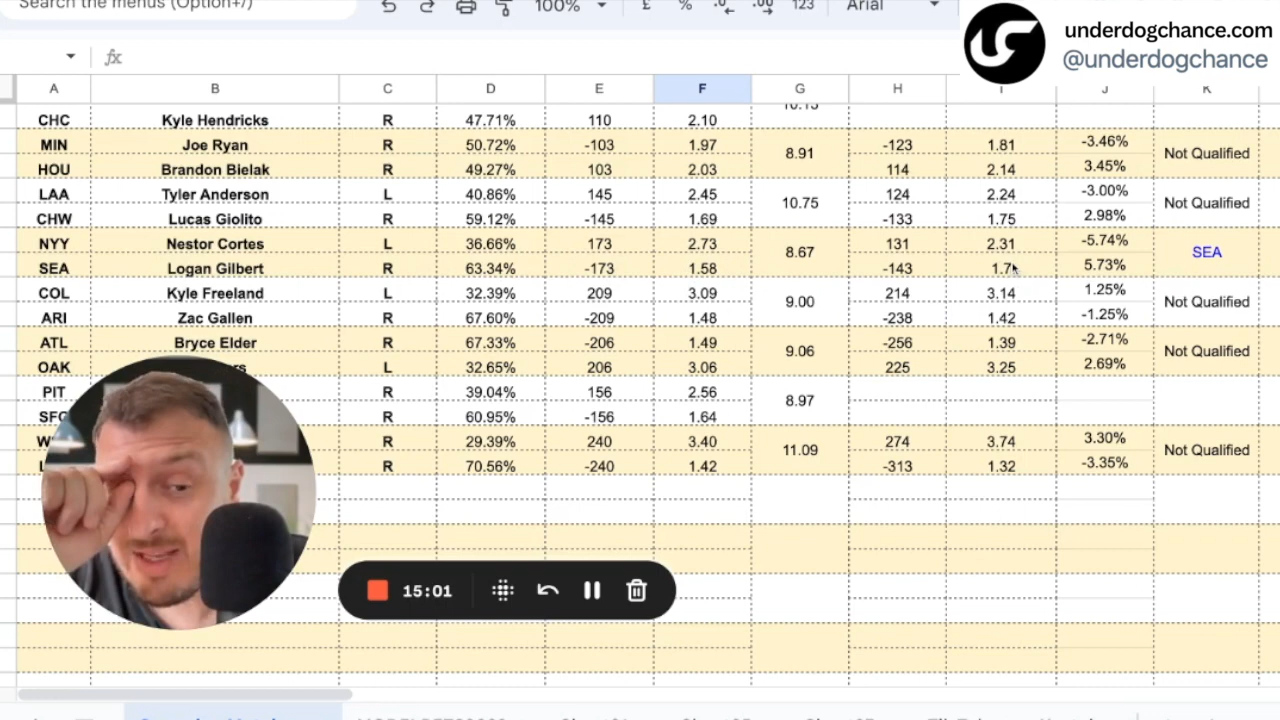 Search the menus (Option+/)
100%
£ % .0 .00 123
Arial
underdogchance.com
@underdogchance
fx
A B C D E F G H I J K
CHC Kyle Hendricks R 47.71% 110 2.10
MIN Joe Ryan R 50.72% -103 1.97 8.91 -123 1.81 -3.46% Not Qualified
HOU Brandon Bielak R 49.27% 103 2.03 114 2.14 3.45%
LAA Tyler Anderson L 40.86% 145 2.45 10.75 124 2.24 -3.00% Not Qualified
CHW Lucas Giolito R 59.12% -145 1.69 -133 1.75 2.98%
NYY Nestor Cortes L 36.66% 173 2.73 8.67 131 2.31 -5.74% SEA
SEA Logan Gilbert R 63.34% -173 1.58 -143 5.73%
COL Kyle Freeland L 32.39% 209 3.09 9.00 214 3.14 1.25% Not Qualified
ARI Zac Gallen R 67.60% -209 1.48 -238 1.42 -1.25%
ATL Bryce Elder R 67.33% -206 1.49 9.06 -256 1.39 -2.71% Not Qualified
OAK L 32.65% 206 3.06 225 3.25 2.69%
PIT R 39.04% 156 2.56 8.97
R 60.95% -156 1.64
R 29.39% 240 3.40 11.09 274 3.74 3.30% Not Qualified
R 70.56% -240 1.42 -313 1.32 -3.35%
15:01